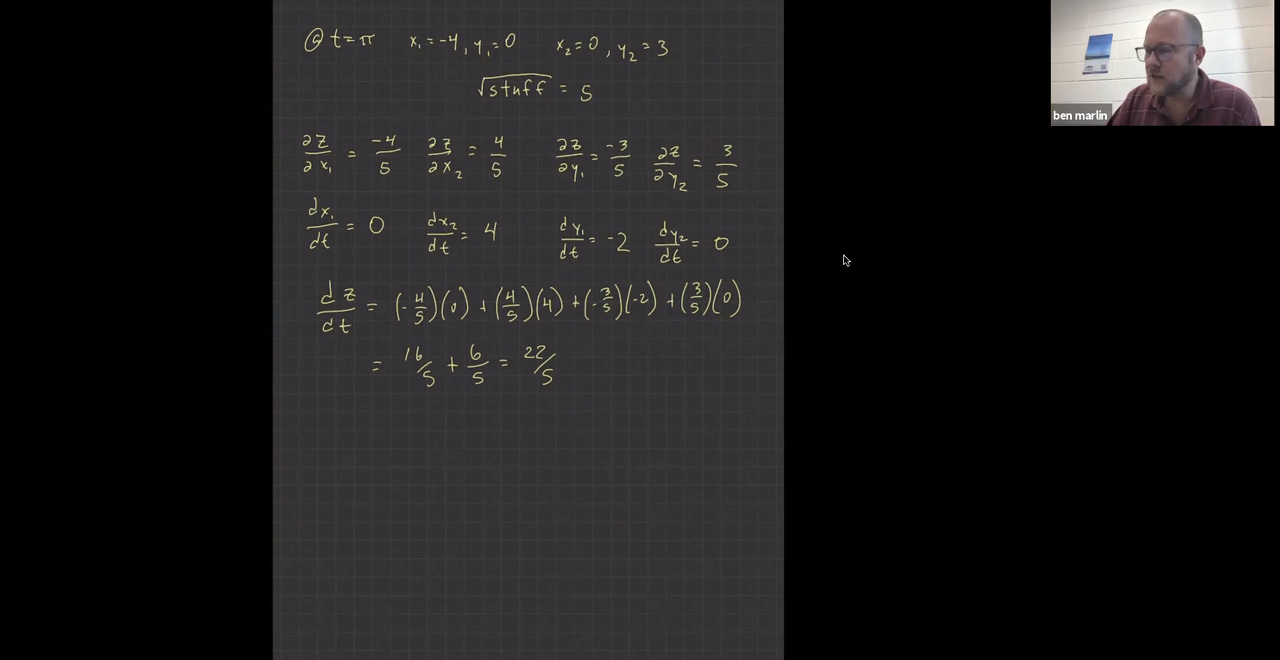 @ t=π x₁=-4, y₁=0 x₂=0, y₂=3
√stuff = 5
∂z/∂x₁ = -4/5 ∂z/∂x₂ = 4/5 ∂z/∂y₁ = -3/5 ∂z/∂y₂ = 3/5
dx₁/dt = 0 dx₂/dt = 4 dy₁/dt = -2 dy₂/dt = 0
dz/dt = (-4/5)(0) + (4/5)(4) + (-3/5)(-2) + (3/5)(0)
= 16/5 + 6/5 = 22/5
ben marlin